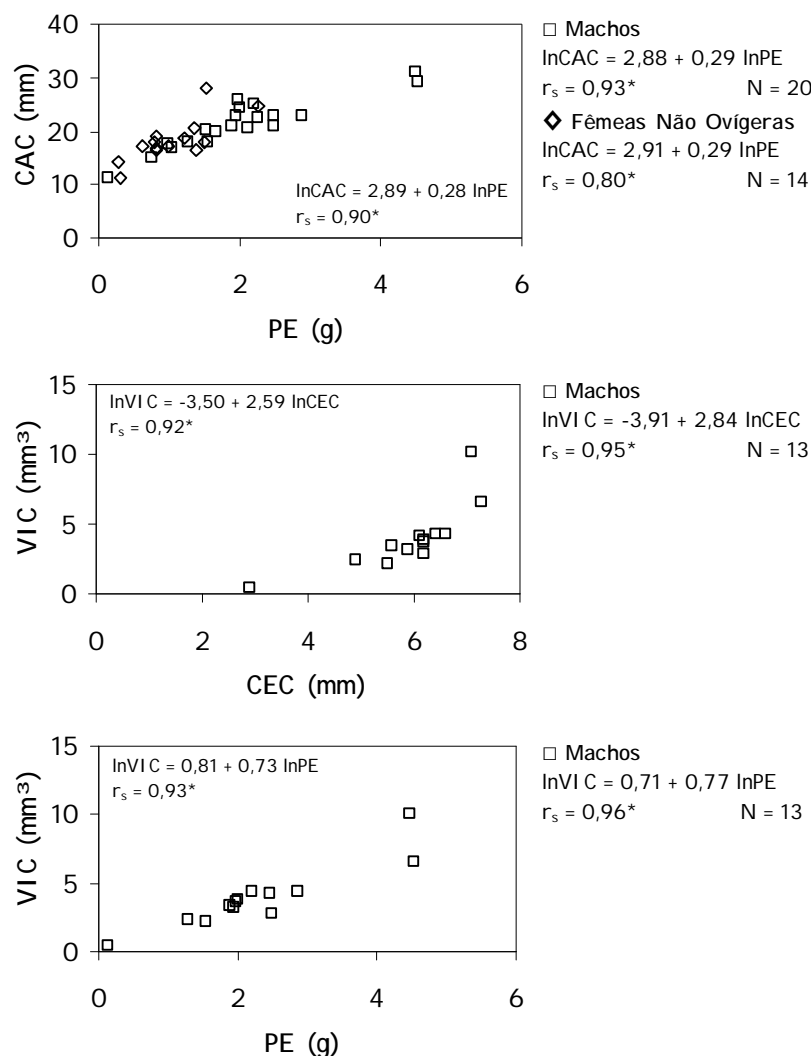 CAC (mm)
40
30
20
10
0
lnCAC = 2,89 + 0,28 lnPE
rs = 0,90*
0 2 4 6
PE (g)
□ Machos
lnCAC = 2,88 + 0,29 lnPE
rs = 0,93* N = 20
◇ Fêmeas Não Ovígeras
lnCAC = 2,91 + 0,29 lnPE
rs = 0,80* N = 14
VIC (mm³)
15
10
5
0
lnVIC = -3,50 + 2,59 lnCEC
rs = 0,92*
0 2 4 6 8
CEC (mm)
□ Machos
lnVIC = -3,91 + 2,84 lnCEC
rs = 0,95* N = 13
VIC (mm³)
15
10
5
0
lnVIC = 0,81 + 0,73 lnPE
rs = 0,93*
0 2 4 6
PE (g)
□ Machos
lnVIC = 0,71 + 0,77 lnPE
rs = 0,96* N = 13